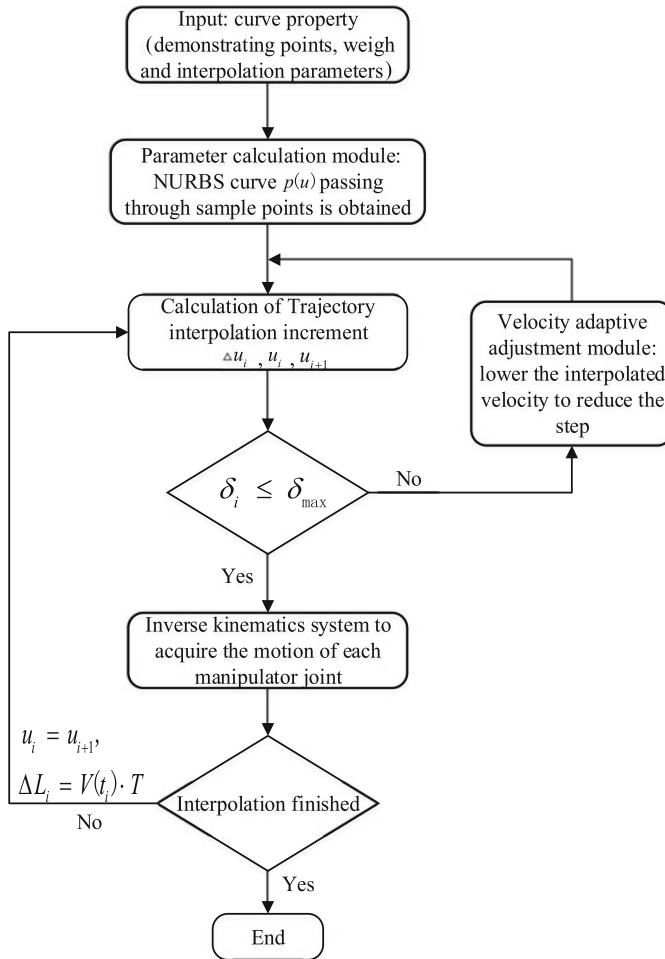 Input: curve property
(demonstrating points, weigh
and interpolation parameters)
Parameter calculation module:
NURBS curve p(u) passing
through sample points is obtained
Calculation of Trajectory
interpolation increment
△u_i , u_i , u_{i+1}
Velocity adaptive
adjustment module:
lower the interpolated
velocity to reduce the
step
δ_i ≤ δ_max
No
Yes
Inverse kinematics system to
acquire the motion of each
manipulator joint
u_i = u_{i+1},
ΔL_i = V(t_i)·T
No
Interpolation finished
Yes
End